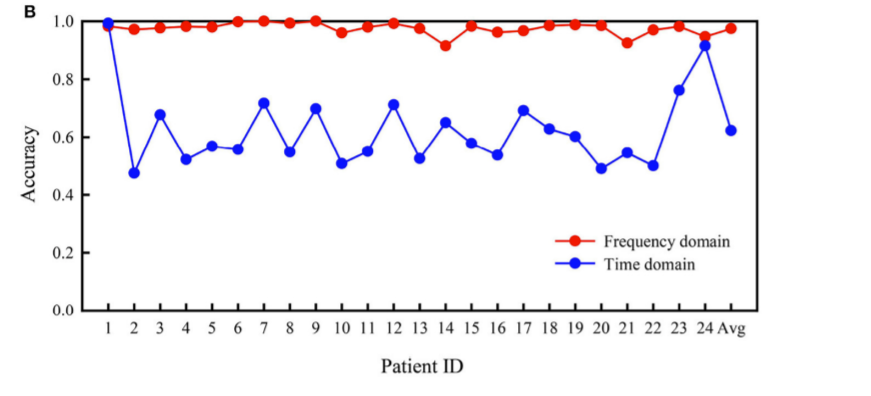 B
1.0
0.8
0.6
0.4
0.2
0.0
Accuracy
Frequency domain
Time domain
1 2 3 4 5 6 7 8 9 10 11 12 13 14 15 16 17 18 19 20 21 22 23 24 Avg
Patient ID